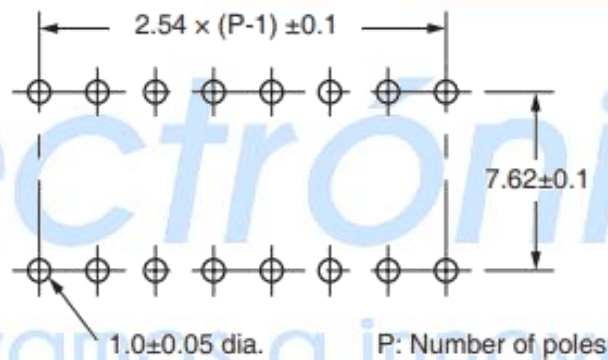 2.54 × (P-1) ±0.1
7.62±0.1
1.0±0.05 dia.
P: Number of poles